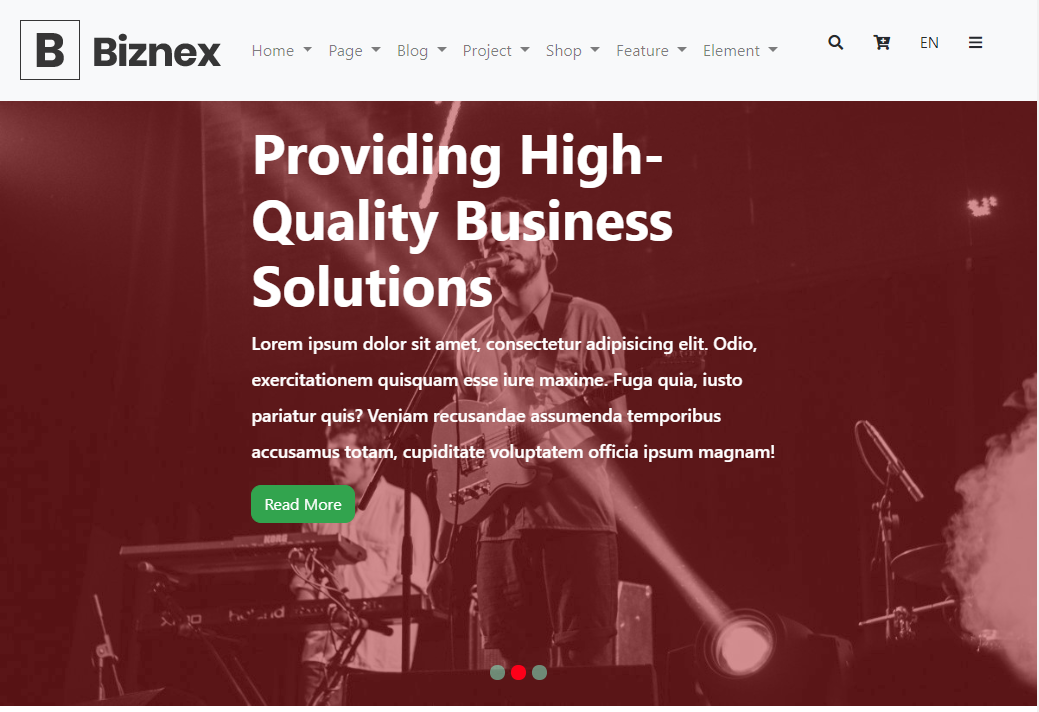 B Biznex Home Page Blog Project Shop Feature Element EN
Providing High-
Quality Business
Solutions
Lorem ipsum dolor sit amet, consectetur adipisicing elit. Odio,
exercitationem quisquam esse iure maxime. Fuga quia, iusto
pariatur quis? Veniam recusandae assumenda temporibus
accusamus totam, cupiditate voluptatem officia ipsum magnam!
Read More
KORG